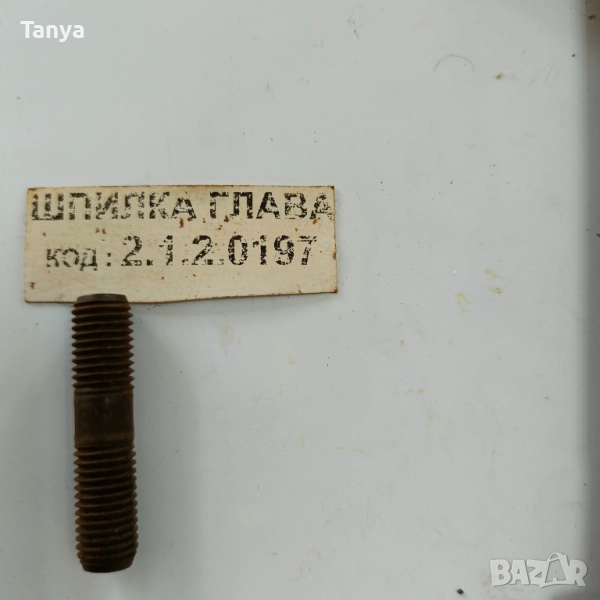 Tanya
ШПИЛКА ГЛАВА
код: 2.1.2.0197
BAZAR